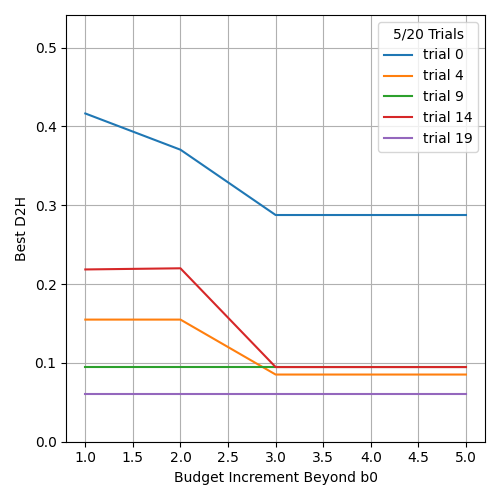 5/20 Trials
trial 0
trial 4
trial 9
trial 14
trial 19
Best D2H
0.5
0.4
0.3
0.2
0.1
0.0
1.0 1.5 2.0 2.5 3.0 3.5 4.0 4.5 5.0
Budget Increment Beyond b0